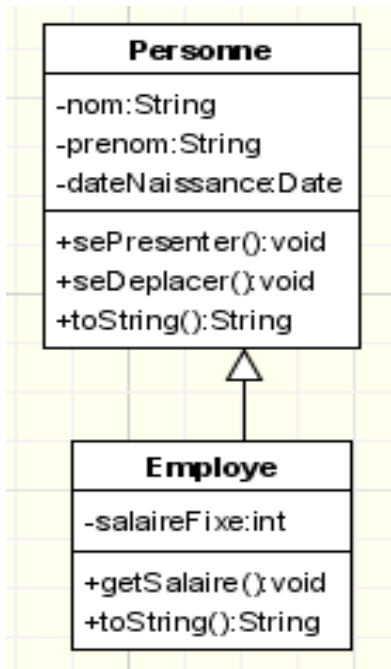 Personne
-nom:String
-prenom:String
-dateNaissance:Date
+sePresenter():void
+seDeplacer():void
+toString():String
Employe
-salaireFixe:int
+getSalaire():void
+toString():String